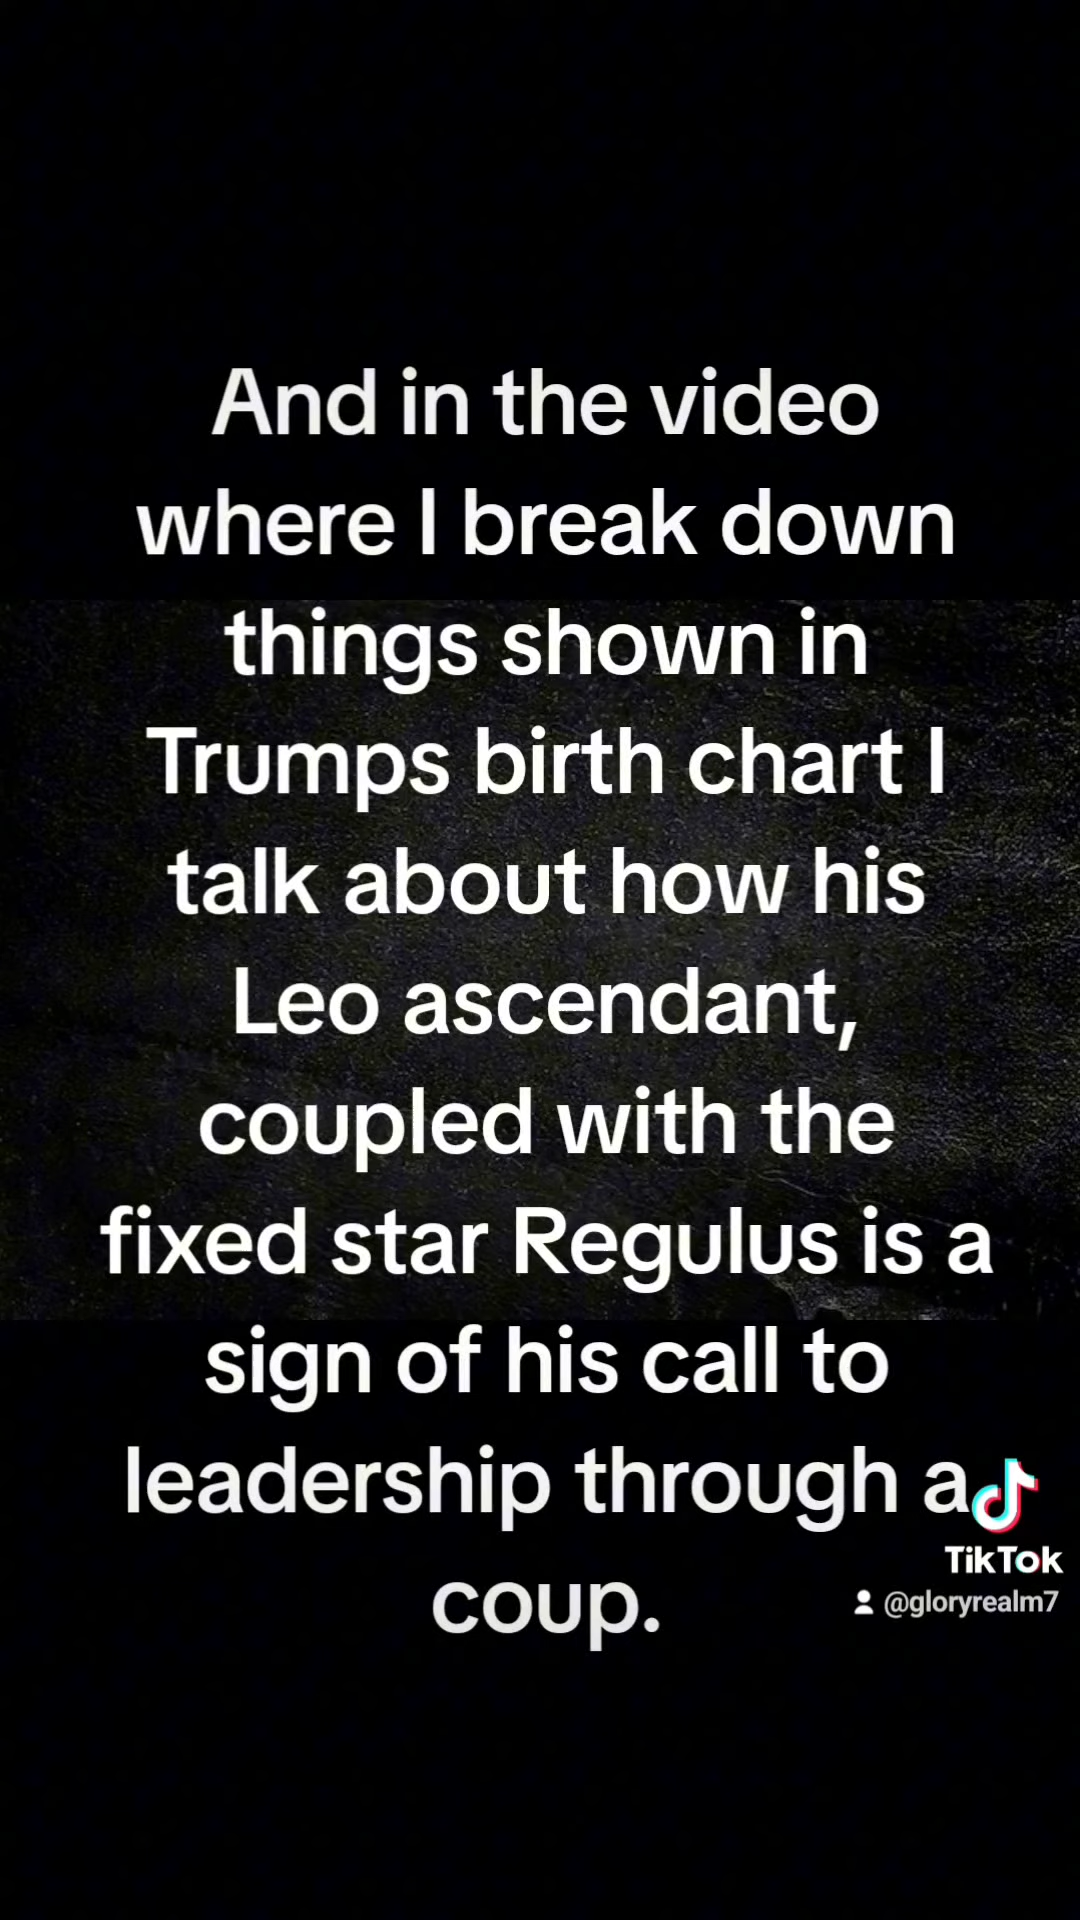 And in the video
where I break down
things shown in
Trumps birth chart I
talk about how his
Leo ascendant,
coupled with the
fixed star Regulus is a
sign of his call to
leadership through a
coup.
TikTok
@gloryrealm7